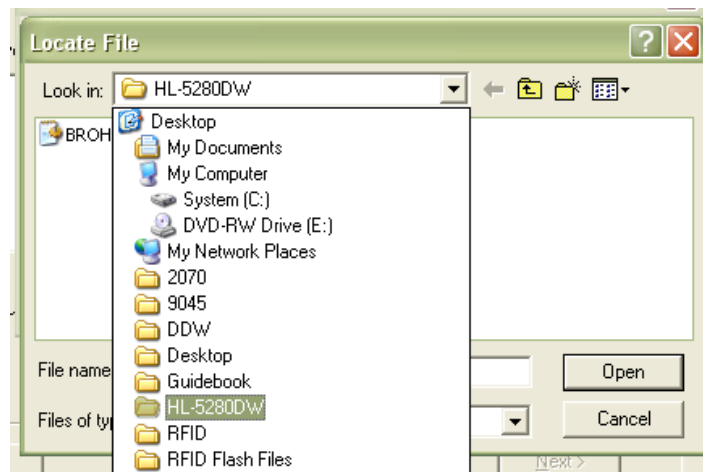 Locate File
Look in: HL-5280DW
Desktop
BROH
My Documents
My Computer
System (C:)
DVD-RW Drive (E:)
My Network Places
2070
9045
DDW
Desktop
File name
Guidebook
Open
HL-5280DW
Files of ty
Cancel
RFID
RFID Flash Files
Next >